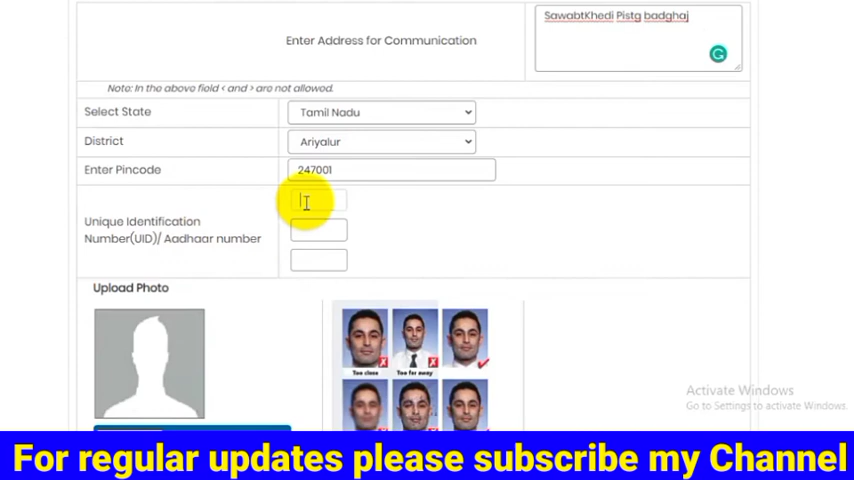 SawabtKhedi Pistg badghaj
Enter Address for Communication
Note: In the above field < and > are not allowed.
Select State
Tamil Nadu
District
Ariyalur
Enter Pincode
247001
Unique Identification
Number(UID)/ Aadhaar number
Upload Photo
Too close
Too far away
Activate Windows
Go to Settings to activate Windows.
For regular updates please subscribe my Channel